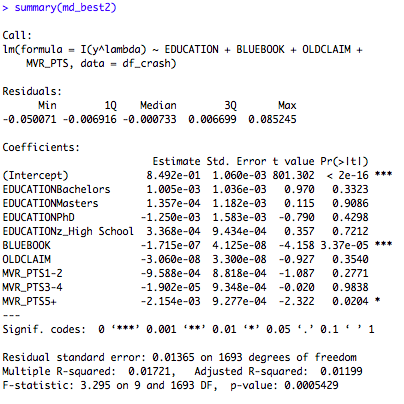 > summary(md_best2)
Call:
lm(formula = I(y^lambda) ~ EDUCATION + BLUEBOOK + OLDCLAIM +
MVR_PTS, data = df_crash)
Residuals:
Min 1Q Median 3Q Max
-0.050071 -0.006916 -0.000733 0.006699 0.085245
Coefficients:
Estimate Std. Error t value Pr(>|t|)
(Intercept) 8.492e-01 1.060e-03 801.302 < 2e-16 ***
EDUCATIONBachelors 1.005e-03 1.036e-03 0.970 0.3323
EDUCATIONMasters 1.357e-04 1.182e-03 0.115 0.9086
EDUCATIONPhD -1.250e-03 1.583e-03 -0.790 0.4298
EDUCATIONz_High School 3.368e-04 9.434e-04 0.357 0.7212
BLUEBOOK -1.715e-07 4.125e-08 -4.158 3.37e-05 ***
OLDCLAIM -3.060e-08 3.300e-08 -0.927 0.3540
MVR_PTS1-2 -9.588e-04 8.818e-04 -1.087 0.2771
MVR_PTS3-4 -1.902e-05 9.348e-04 -0.020 0.9838
MVR_PTS5+ -2.154e-03 9.277e-04 -2.322 0.0204 *
---
Signif. codes: 0 ‘***’ 0.001 ‘**’ 0.01 ‘*’ 0.05 ‘.’ 0.1 ‘ ’ 1
Residual standard error: 0.01365 on 1693 degrees of freedom
Multiple R-squared: 0.01721, Adjusted R-squared: 0.01199
F-statistic: 3.295 on 9 and 1693 DF, p-value: 0.0005429